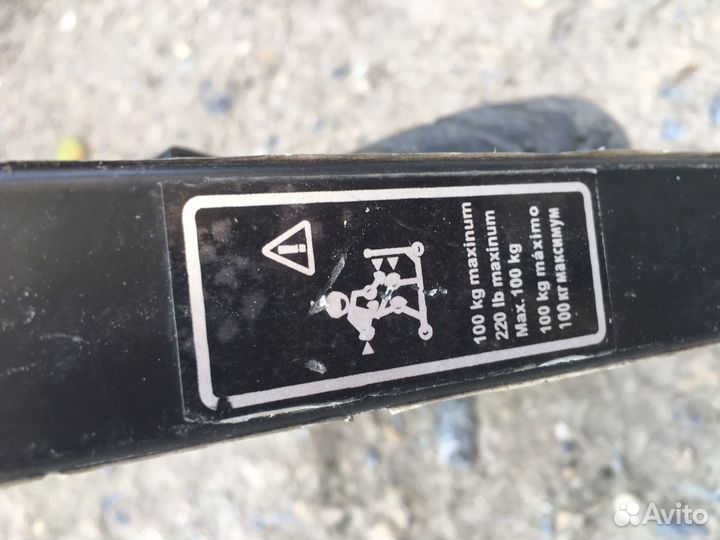 100 kg maxinum
220 lb maxinum
Max. 100 kg
100 kg máximo
100 кг максимум
Avito